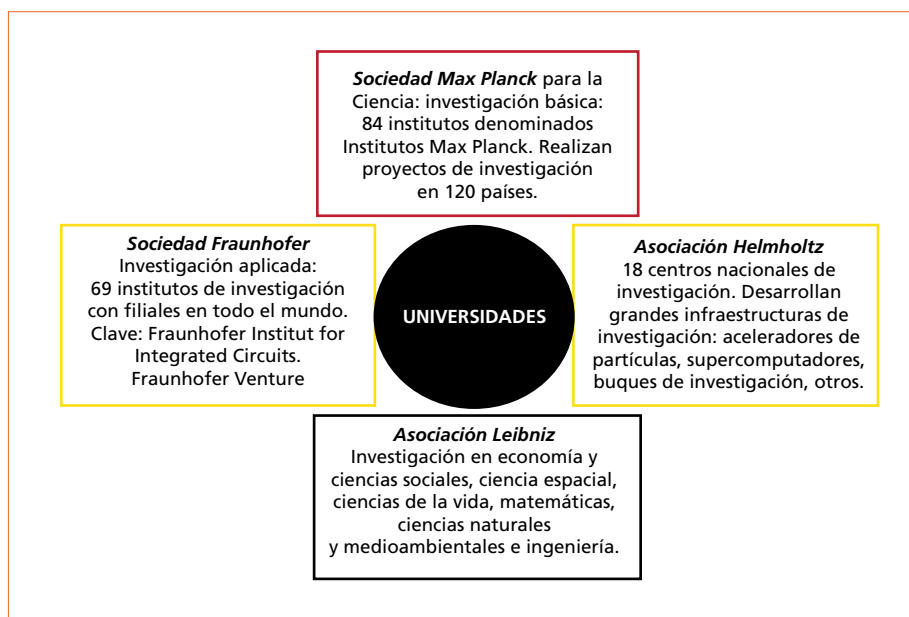 Sociedad Max Planck para la
Ciencia: investigación básica:
84 institutos denominados
Institutos Max Planck. Realizan
proyectos de investigación
en 120 países.
Sociedad Fraunhofer
Investigación aplicada:
69 institutos de investigación
con filiales en todo el mundo.
Clave: Fraunhofer Institut for
Integrated Circuits.
Fraunhofer Venture
UNIVERSIDADES
Asociación Helmholtz
18 centros nacionales de
investigación. Desarrollan
grandes infraestructuras de
investigación: aceleradores de
partículas, supercomputadores,
buques de investigación, otros.
Asociación Leibniz
Investigación en economía y
ciencias sociales, ciencia espacial,
ciencias de la vida, matemáticas,
ciencias naturales
y medioambientales e ingeniería.